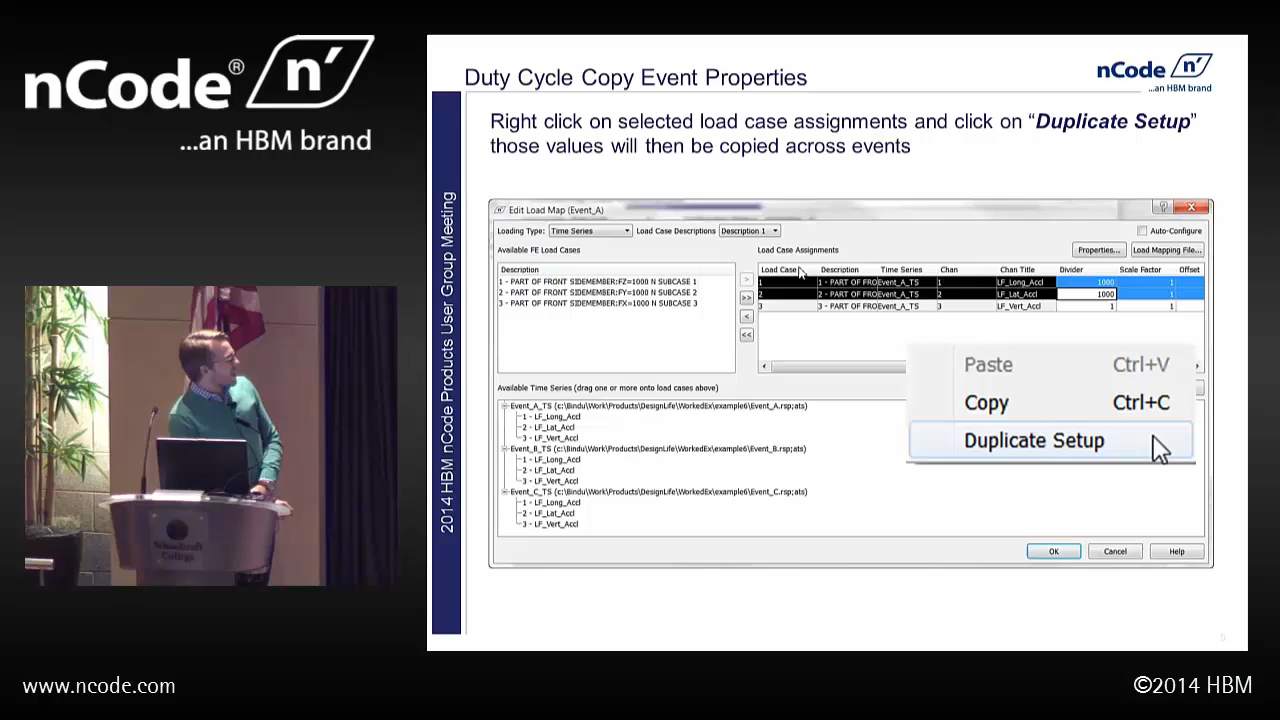 nCode® n'
...an HBM brand
Duty Cycle Copy Event Properties
nCode n'
...an HBM brand
Right click on selected load case assignments and click on “Duplicate Setup”
those values will then be copied across events
2014 HBM nCode Products User Group Meeting
Edit Load Map (Event_A)
Loading Type: Time Series Load Case Descriptions Description 1 Auto-Configure
Available FE Load Cases Load Case Assignments Properties... Load Mapping File...
Description
1 - PART OF FRONT SIDEMEMBER:FZ=1000 N SUBCASE 1
2 - PART OF FRONT SIDEMEMBER:FY=1000 N SUBCASE 2
3 - PART OF FRONT SIDEMEMBER:FX=1000 N SUBCASE 3
>
>>
<
<<
Load Case Description Time Series Chan Chan Title Divider Scale Factor Offset
1 1 - PART OF FRO Event_A_TS 1 LF_Long_Accl 1000 1
2 2 - PART OF FRO Event_A_TS 2 LF_Lat_Accl 1000 1
3 3 - PART OF FRO Event_A_TS 3 LF_Vert_Accl 1 1
Paste Ctrl+V
Copy Ctrl+C
Duplicate Setup
Available Time Series (drag one or more onto load cases above)
Event_A_TS (c:\Bindu\Work\Products\DesignLife\WorkedEx\example6\Event_A.rsp;ats)
1 - LF_Long_Accl
2 - LF_Lat_Accl
3 - LF_Vert_Accl
Event_B_TS (c:\Bindu\Work\Products\DesignLife\WorkedEx\example6\Event_B.rsp;ats)
1 - LF_Long_Accl
2 - LF_Lat_Accl
3 - LF_Vert_Accl
Event_C_TS (c:\Bindu\Work\Products\DesignLife\WorkedEx\example6\Event_C.rsp;ats)
1 - LF_Long_Accl
2 - LF_Lat_Accl
3 - LF_Vert_Accl
OK Cancel Help
Schoolcraft
College
www.ncode.com
©2014 HBM